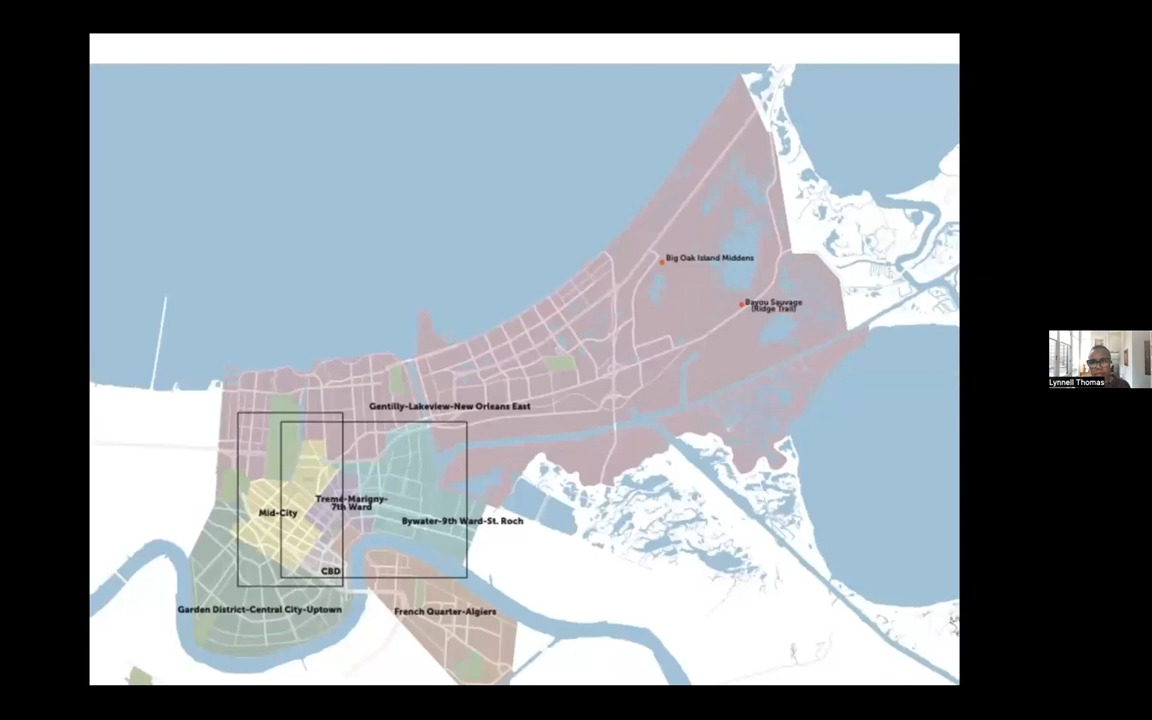 Big Oak Island Middens
Bayou Sauvage
(Ridge Trail)
Lynnell Thomas
Gentilly-Lakeview-New Orleans East
Tremé-Marigny-
7th Ward
Mid-City
Bywater-9th Ward-St. Roch
CBD
Garden District-Central City-Uptown
French Quarter-Algiers